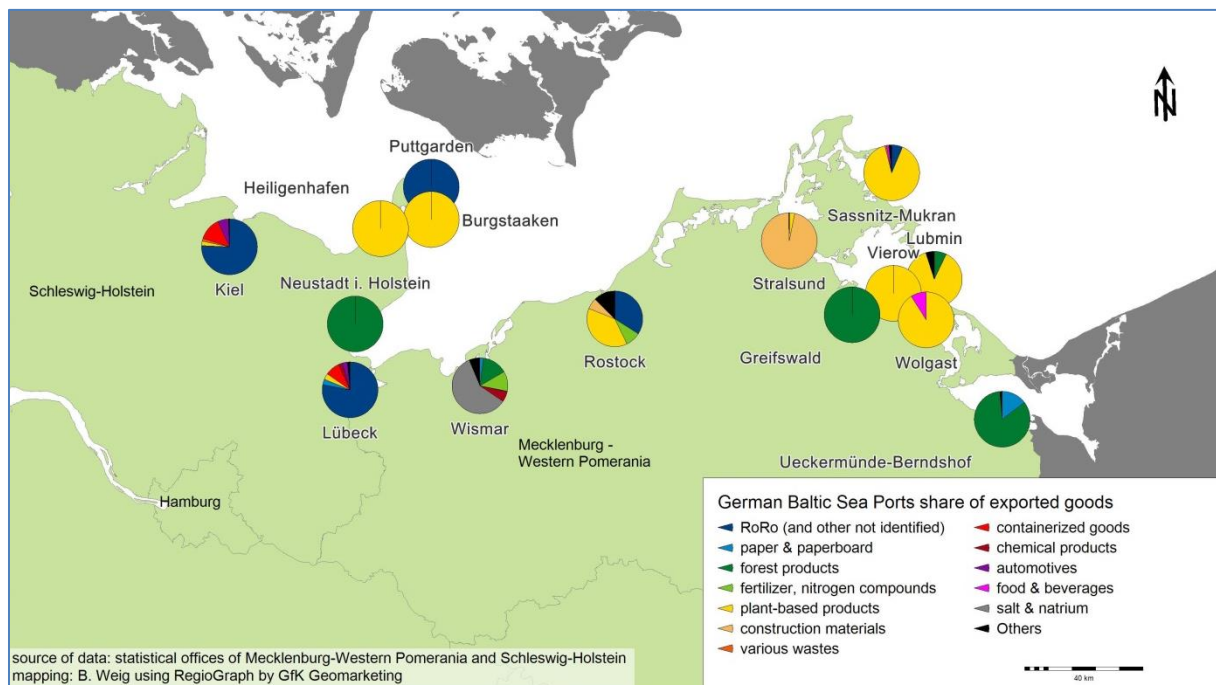 Puttgarden
Heiligenhafen
Burgstaaken
Sassnitz-Mukran
Lubmin
Vierow
Stralsund
Kiel
Neustadt i. Holstein
Schleswig-Holstein
Rostock
Greifswald
Wolgast
Lübeck
Wismar
Mecklenburg -
Western Pomerania
Ueckermünde-Berndshof
Hamburg
N
German Baltic Sea Ports share of exported goods
RoRo (and other not identified)
paper & paperboard
forest products
fertilizer, nitrogen compounds
plant-based products
construction materials
various wastes
containerized goods
chemical products
automotives
food & beverages
salt & natrium
Others
40 km
source of data: statistical offices of Mecklenburg-Western Pomerania and Schleswig-Holstein
mapping: B. Weig using RegioGraph by GfK Geomarketing